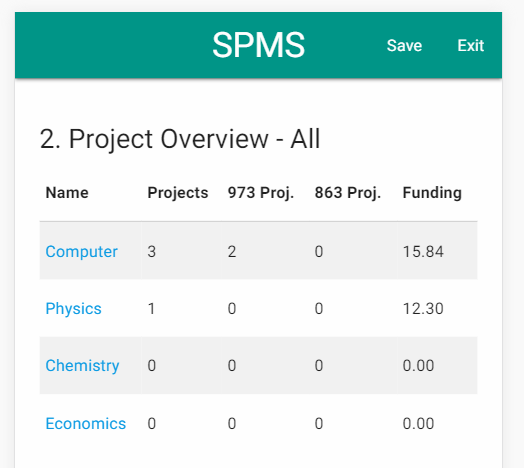 SPMS Save Exit
2. Project Overview - All
Name Projects 973 Proj. 863 Proj. Funding
Computer 3 2 0 15.84
Physics 1 0 0 12.30
Chemistry 0 0 0 0.00
Economics 0 0 0 0.00